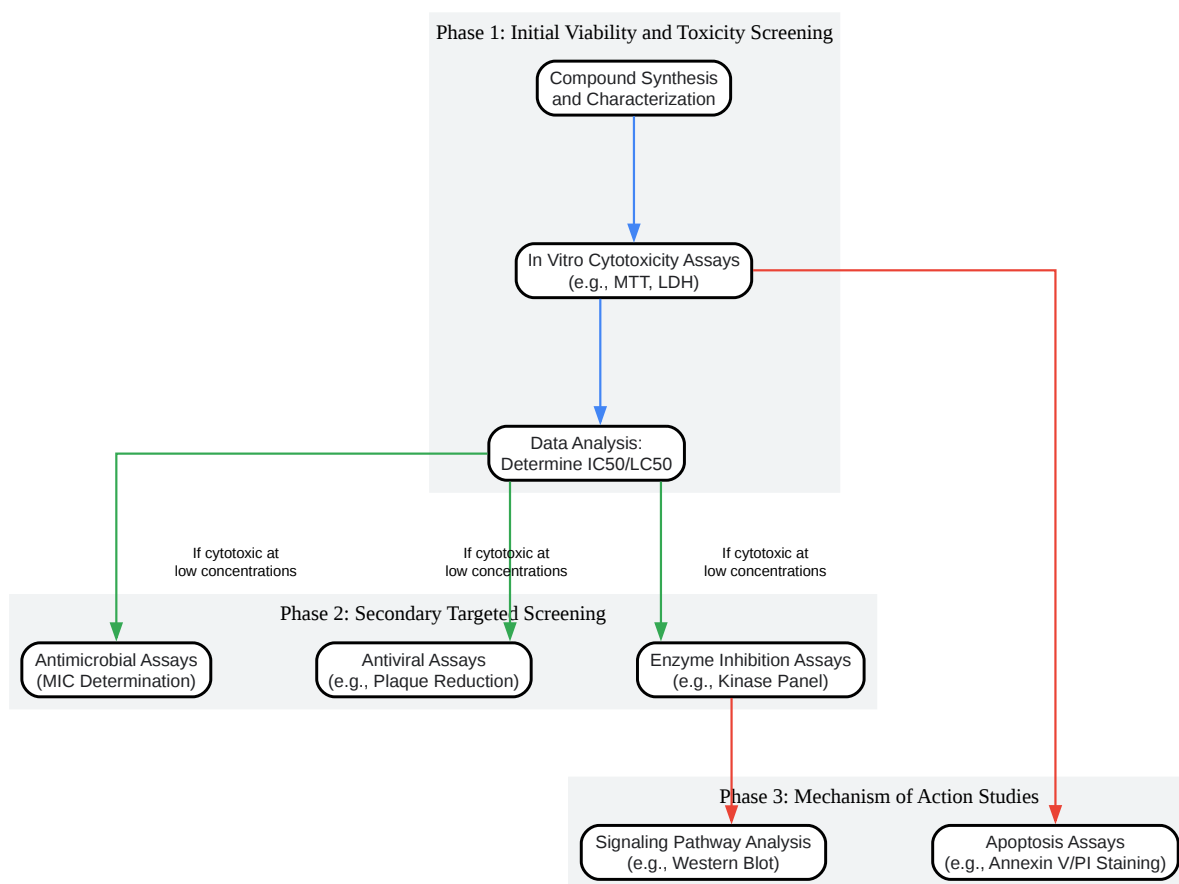 Phase 1: Initial Viability and Toxicity Screening
Compound Synthesis
and Characterization
In Vitro Cytotoxicity Assays
(e.g., MTT, LDH)
Data Analysis:
Determine IC50/LC50
If cytotoxic at
low concentrations
If cytotoxic at
low concentrations
If cytotoxic at
low concentrations
Phase 2: Secondary Targeted Screening
Antimicrobial Assays
(MIC Determination)
Antiviral Assays
(e.g., Plaque Reduction)
Enzyme Inhibition Assays
(e.g., Kinase Panel)
Phase 3: Mechanism of Action Studies
Signaling Pathway Analysis
(e.g., Western Blot)
Apoptosis Assays
(e.g., Annexin V/PI Staining)